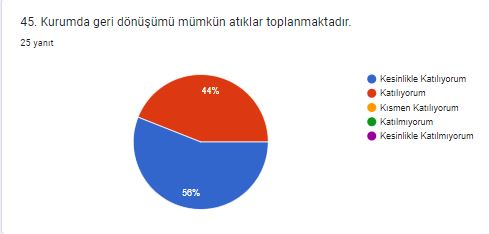 45. Kurumda geri dönüşümü mümkün atıklar toplanmaktadır.
25 yanıt
44%
56%
Kesinlikle Katılıyorum
Katılıyorum
Kısmen Katılıyorum
Katılmıyorum
Kesinlikle Katılmıyorum